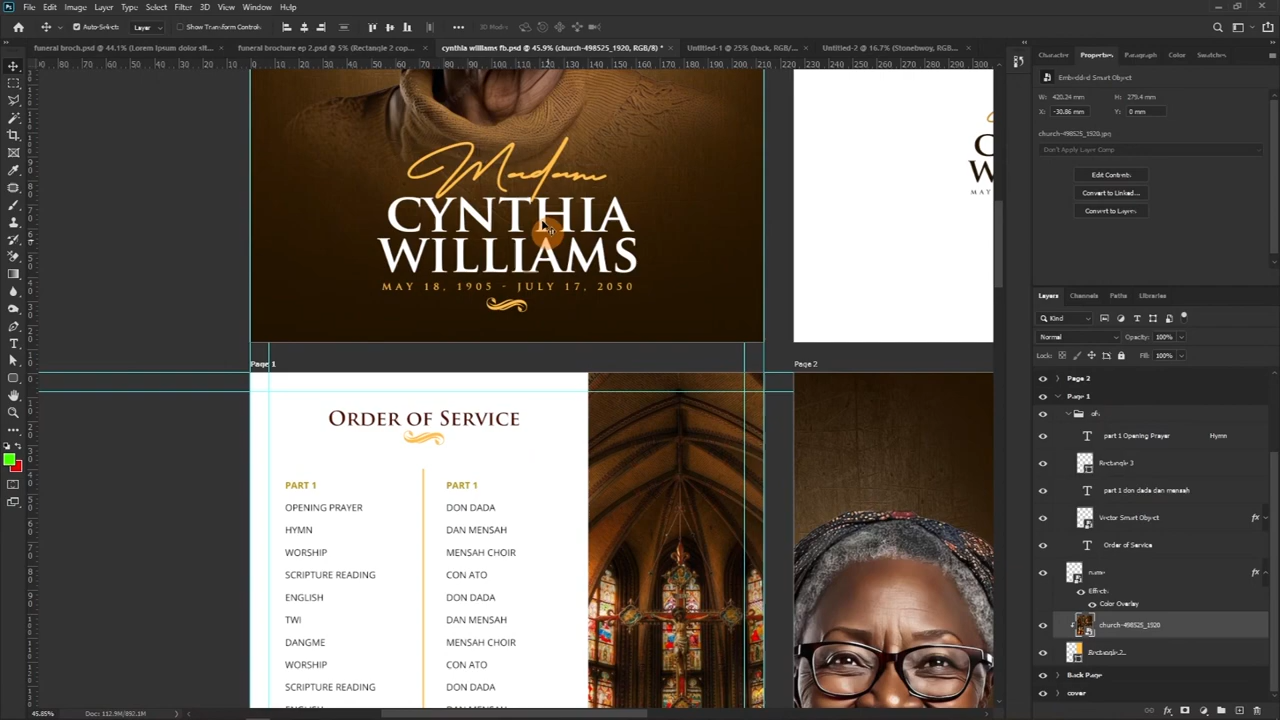 Ps File Edit Image Layer Type Select Filter 3D View Plugins Window Help
Auto-Select: Layer Show Transform Controls 3D Mode
funeral broch.psd @ 44.1% (Lorem ipsum dolor sit...
funeral brochure ep 2.psd @ 5% (Rectangle 2 cop...
cynthia williams fb.psd @ 45.9% (church-498525_1920, RGB/8) *
Untitled-1 @ 25% (back, RGB/...
Untitled-2 @ 16.7% (Stonebwoy, RGB/8)...
Character Properties Paragraph Color Swatches
Embedded Smart Object
W: 420.24 mm H: 279.4 mm
X: -30.86 mm Y: 0 mm
church-498525_1920.jpg
Don't Apply Layer Comp
Edit Contents
Convert to Linked...
Convert to Layers
Madam
CYNTHIA
WILLIAMS
MAY 18, 1905 - JULY 17, 2050
C
W
MAY
Page 1
Page 2
Order of Service
PART 1
OPENING PRAYER
HYMN
WORSHIP
SCRIPTURE READING
ENGLISH
TWI
DANGME
WORSHIP
SCRIPTURE READING
PART 1
DON DADA
DAN MENSAH
MENSAH CHOIR
CON ATO
DON DADA
DAN MENSAH
MENSAH CHOIR
CON ATO
DON DADA
Layers Channels Paths Libraries
Kind
Normal Opacity: 100%
Lock: Fill: 100%
Page 2
Page 1
part 1 Opening Prayer Hymn
Rectangle 3
part 1 don dada dan mensah
Vector Smart Object fx
Order of Service
name fx
Effects
Color Overlay
church-498525_1920
Rectangle 2
Back Page
cover
45.85% Doc: 112.9M/892.1M